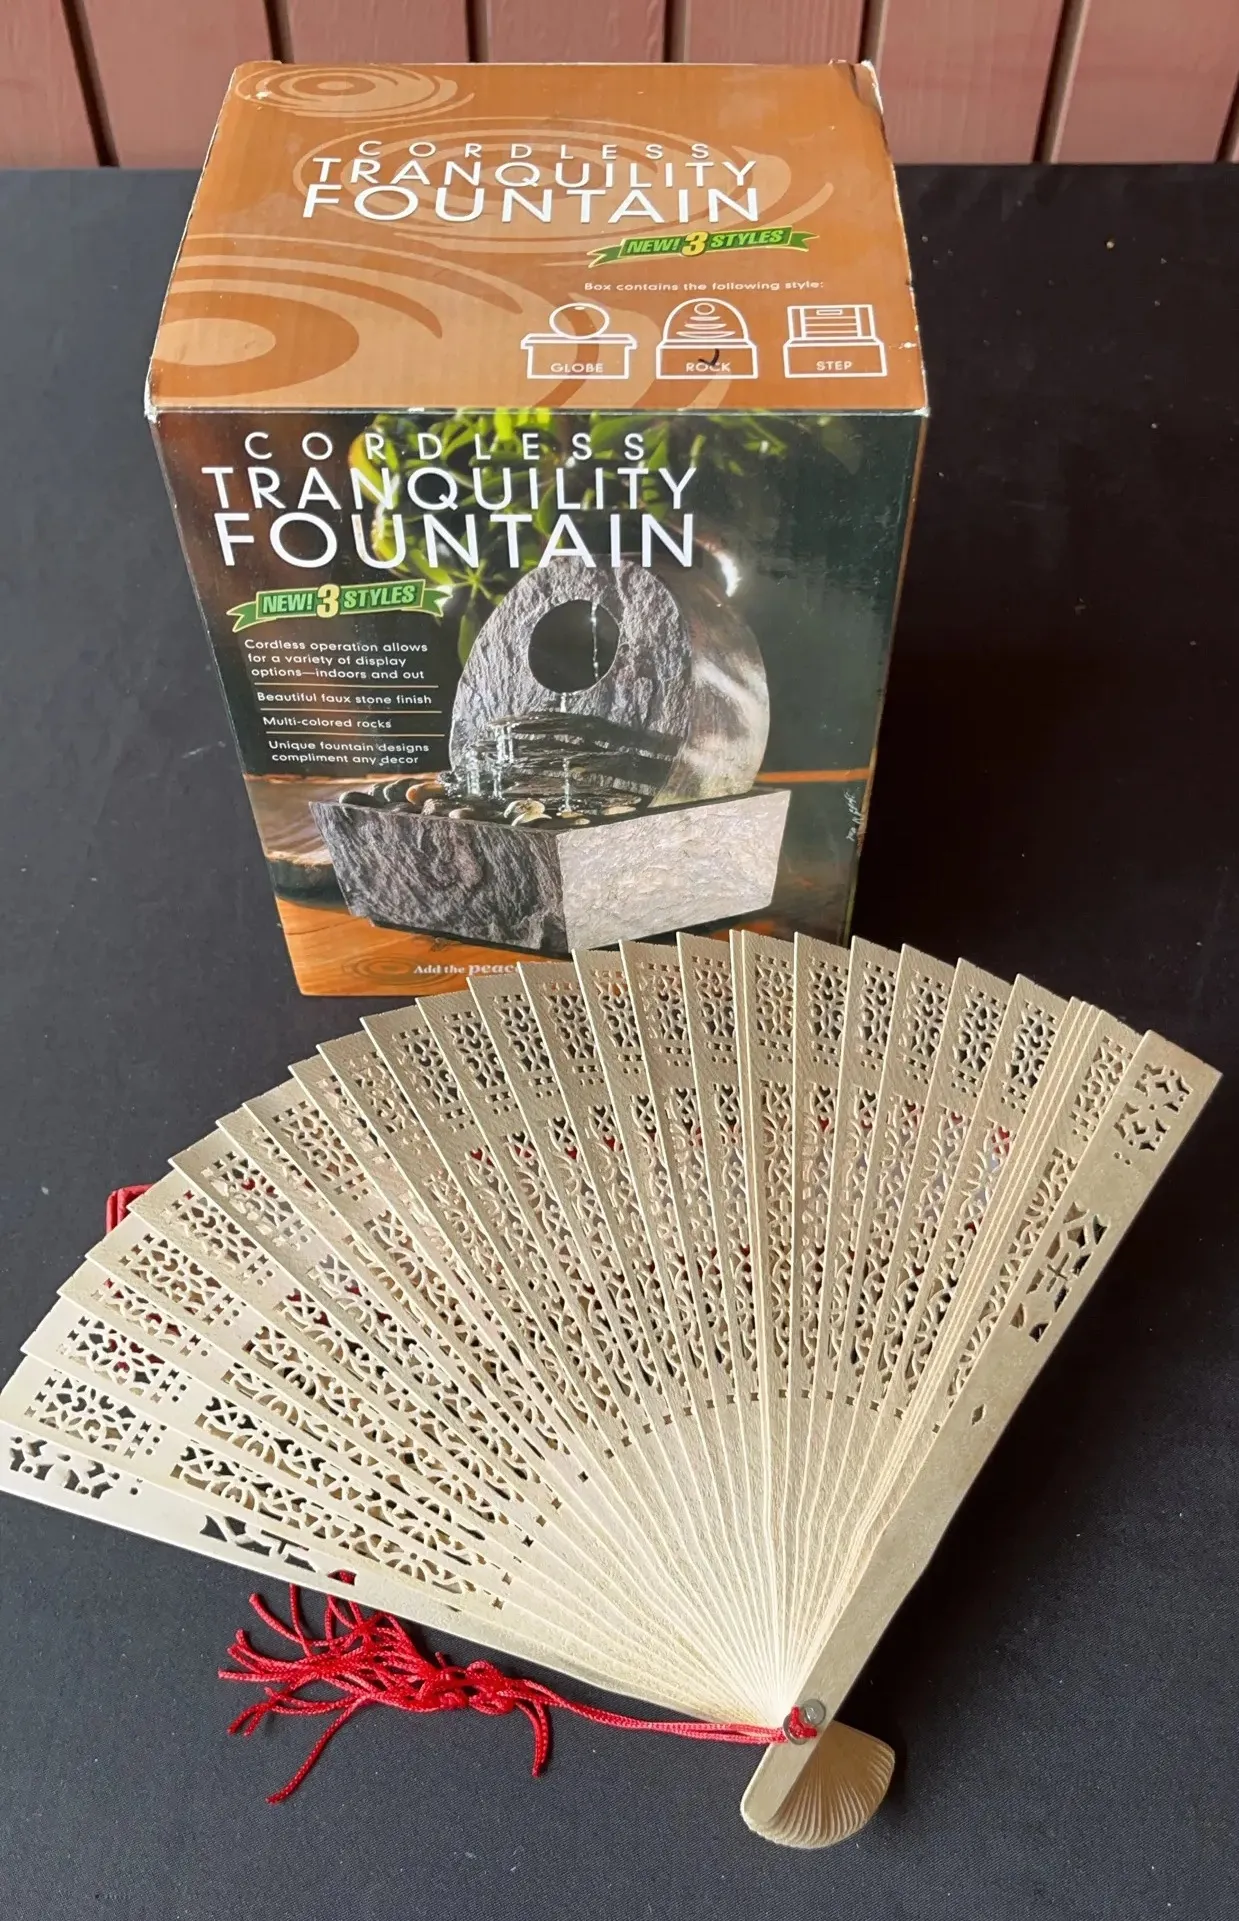 CORDLESS
TRANQUILITY
FOUNTAIN
NEW! 3 STYLES
Box contains the following style:
GLOBE
ROCK
STEP
CORDLESS
TRANQUILITY
FOUNTAIN
NEW! 3 STYLES
Cordless operation allows
for a variety of display
options—indoors and out
Beautiful faux stone finish
Multi-colored rocks
Unique fountain designs
compliment any decor
Add the